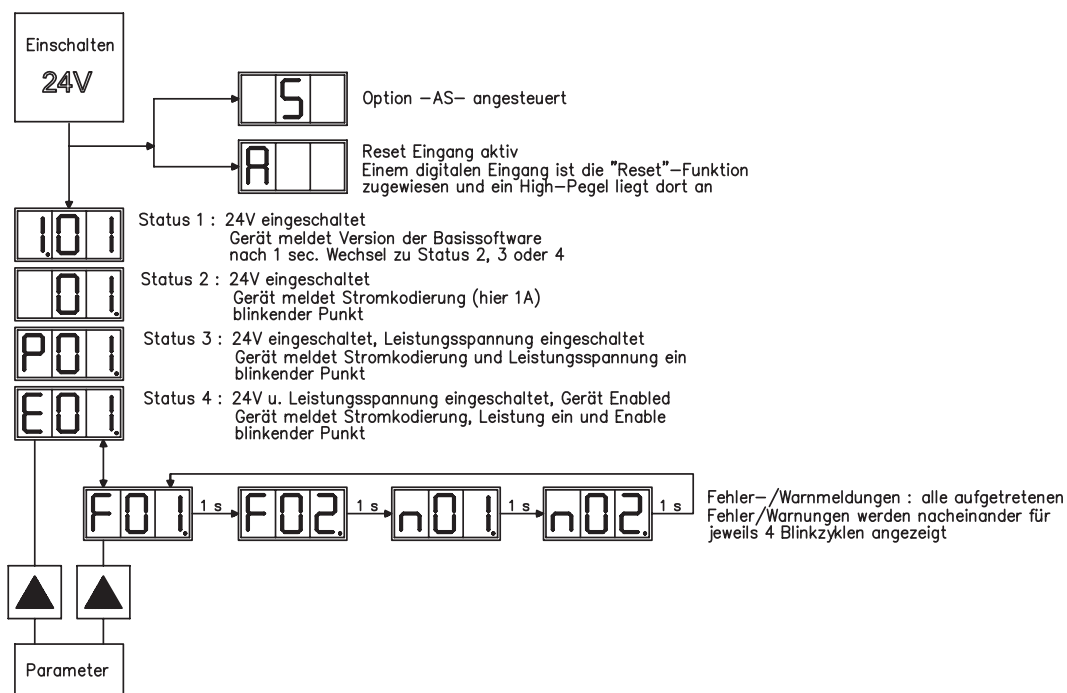 Einschalten
24V
S
Option -AS- angesteuert
A
Reset Eingang aktiv
Einem digitalen Eingang ist die "Reset"-Funktion
zugewiesen und ein High-Pegel liegt dort an
1.01
Status 1 : 24V eingeschaltet
Gerät meldet Version der Basissoftware
nach 1 sec. Wechsel zu Status 2, 3 oder 4
01.
Status 2 : 24V eingeschaltet
Gerät meldet Stromkodierung (hier 1A)
blinkender Punkt
P01.
Status 3 : 24V eingeschaltet, Leistungsspannung eingeschaltet
Gerät meldet Stromkodierung und Leistungsspannung ein
blinkender Punkt
E01.
Status 4 : 24V u. Leistungsspannung eingeschaltet, Gerät Enabled
Gerät meldet Stromkodierung, Leistung ein und Enable
blinkender Punkt
F01. 1 s F02. 1 s n01. 1 s n02. 1 s
Fehler-/Warnmeldungen : alle aufgetretenen
Fehler/Warnungen werden nacheinander für
jeweils 4 Blinkzyklen angezeigt
Parameter